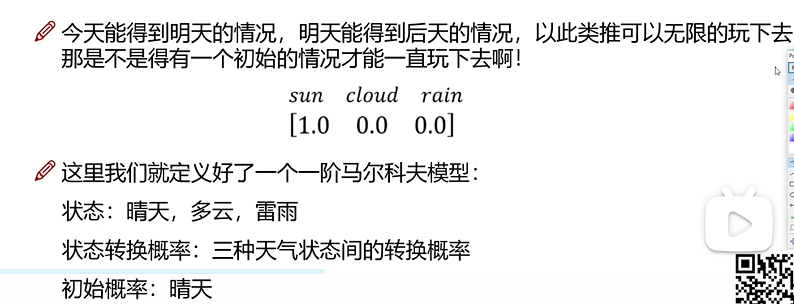 今天能得到明天的情况，明天能得到后天的情况，以此类推可以无限的玩下去
那是不是得有一个初始的情况才能一直玩下去啊！
sun cloud rain
[1.0 0.0 0.0]
这里我们就定义好了一个一阶马尔科夫模型：
状态：晴天，多云，雷雨
状态转换概率：三种天气状态间的转换概率
初始概率：晴天